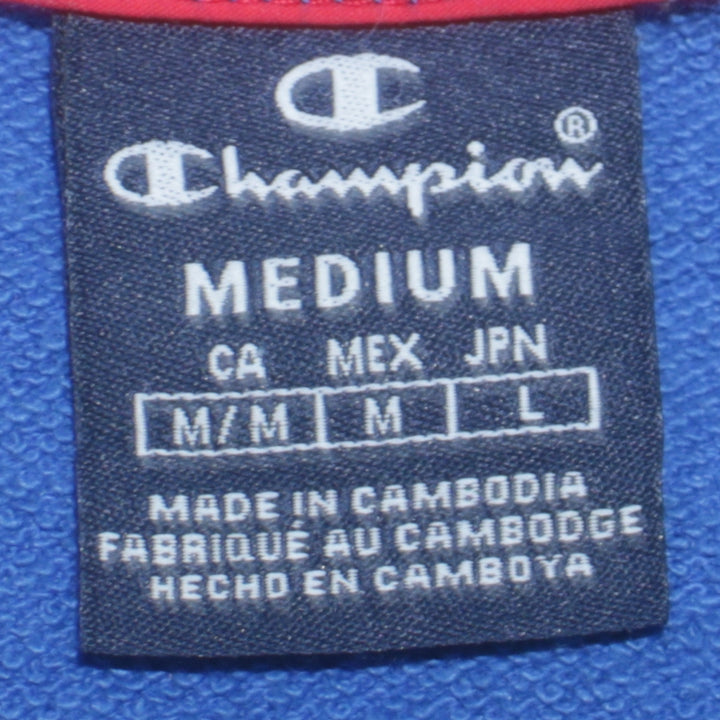 C
Champion®
MEDIUM
CA MEX JPN
M/M M L
MADE IN CAMBODIA
FABRIQUÉ AU CAMBODGE
HECHO EN CAMBOYA